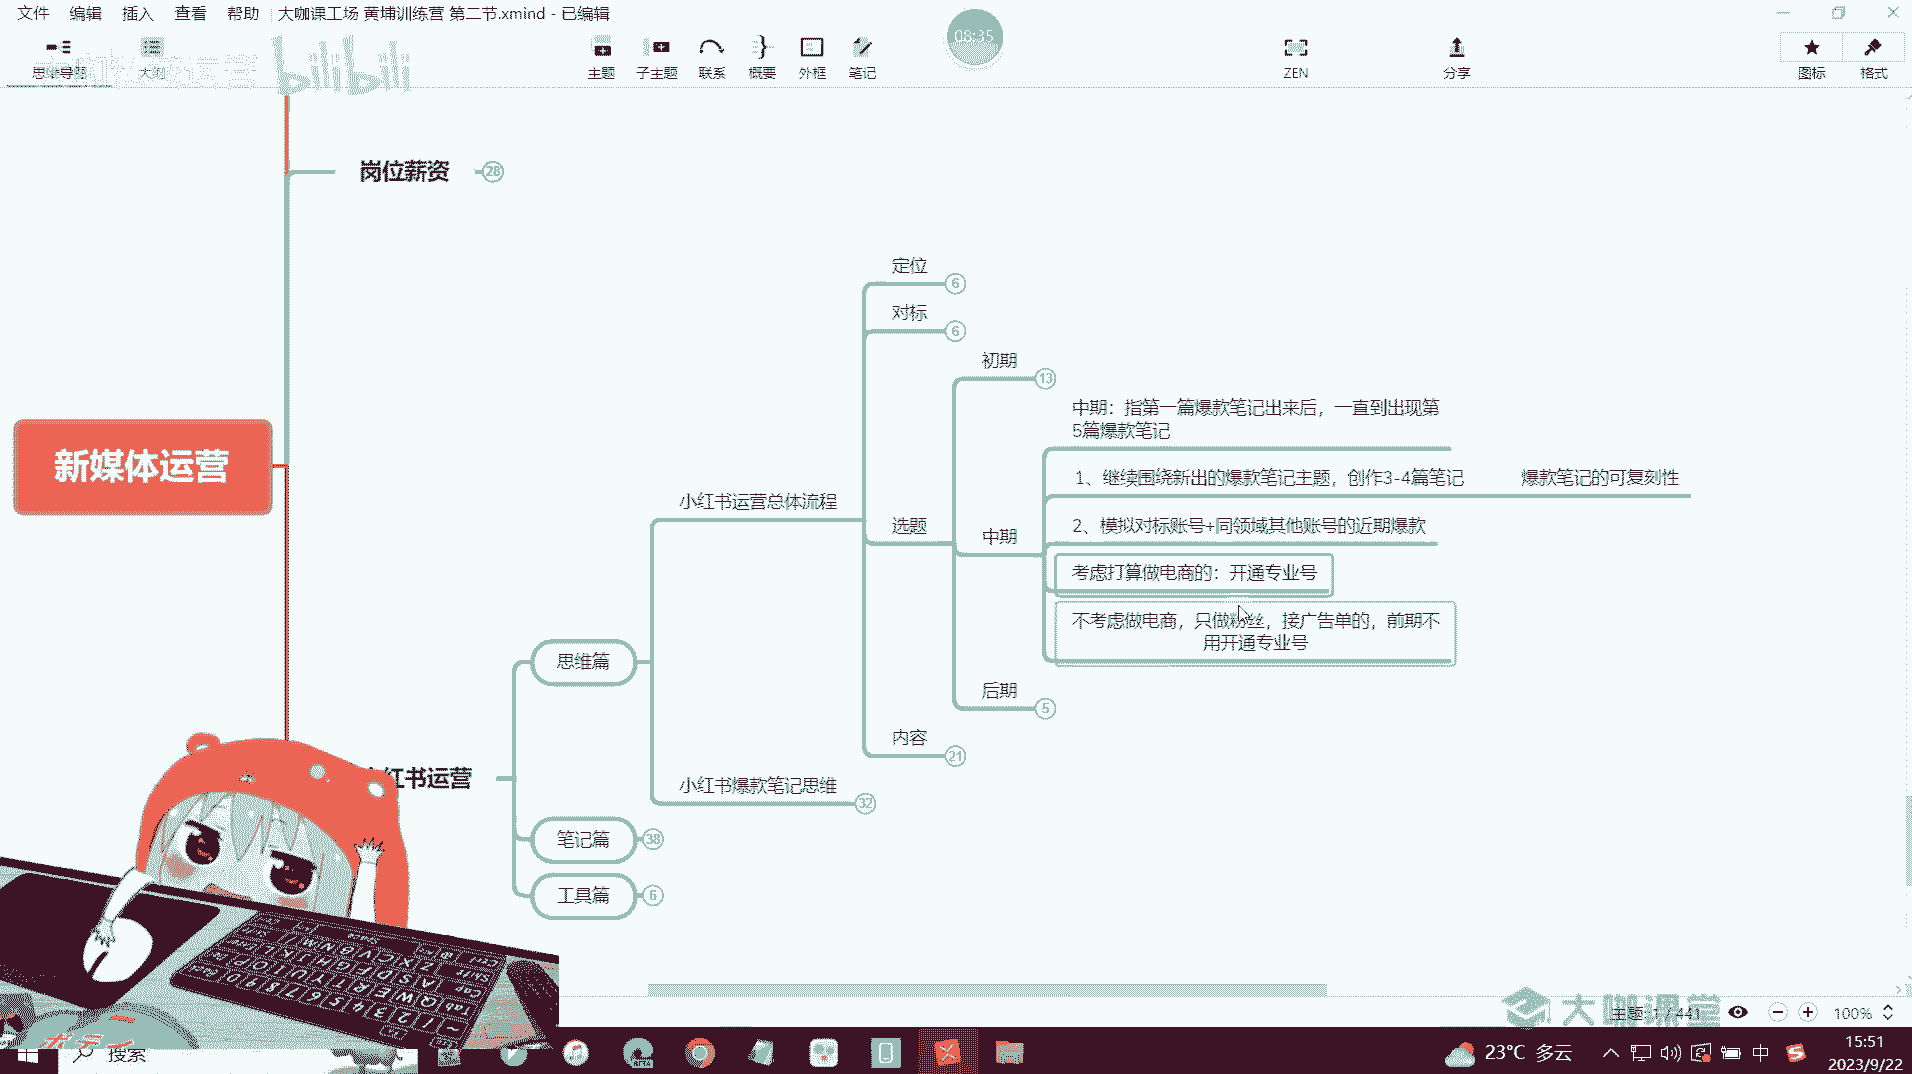 文件 编辑 插入 查看 帮助 大咖课工场 黄埔训练营 第二节.xmind - 已编辑
08:35
思维导图 大纲 主题 子主题 联系 概要 外框 笔记 ZEN 分享 图标 格式
bilibili
岗位薪资 28
定位 6
对标 6
初期 13
中期：指第一篇爆款笔记出来后，一直到出现第
5篇爆款笔记
1、继续围绕新出的爆款笔记主题，创作3-4篇笔记 爆款笔记的可复刻性
新媒体运营
小红书运营总体流程
选题
中期
2、模拟对标账号+同领域其他账号的近期爆款
考虑打算做电商的：开通专业号
不考虑做电商，只做粉丝，接广告单的，前期不
用开通专业号
思维篇
后期 5
内容 21
红书运营
小红书爆款笔记思维 32
笔记篇 38
工具篇 6
大咖课堂
主题: 1 / 441
100%
搜索
23°C 多云
中
15:51
2023/9/22